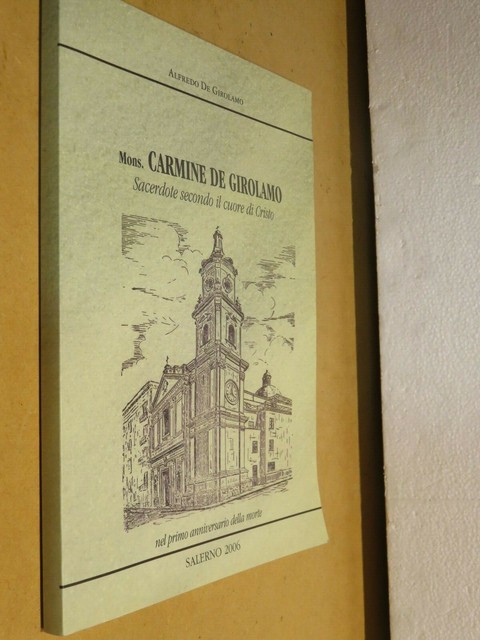 ALFREDO DE GIROLAMO
Mons. CARMINE DE GIROLAMO
Sacerdote secondo il cuore di Cristo
nel primo anniversario della morte
SALERNO 2006